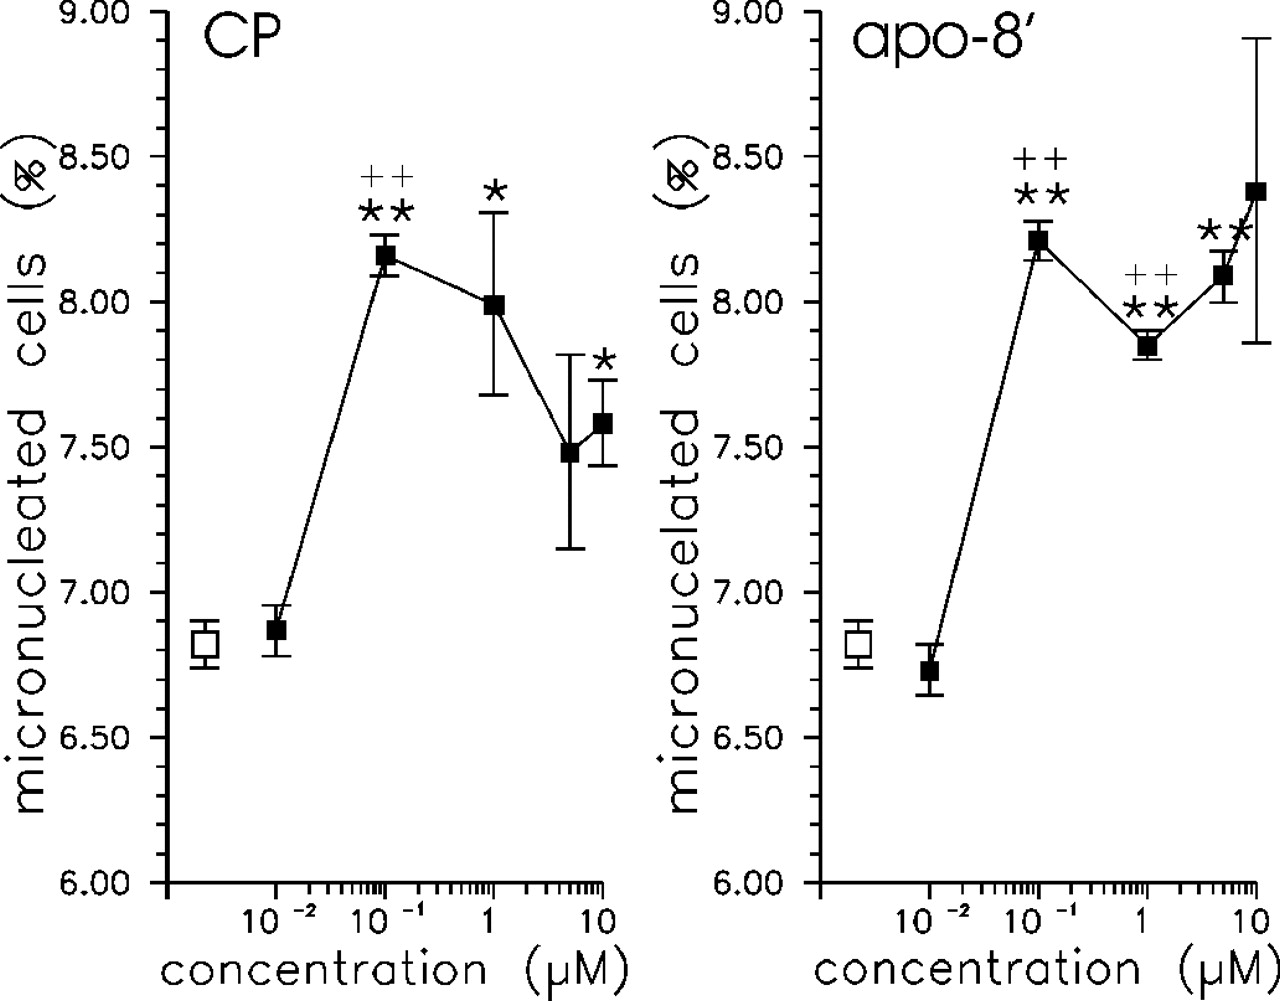 CP
micronucleated cells (%)
9.00
8.50
8.00
7.50
7.00
6.50
6.00
++
**
*
*
10⁻² 10⁻¹ 1 10
concentration (µM)
apo-8′
micronucelated cells (%)
9.00
8.50
8.00
7.50
7.00
6.50
6.00
++
**
++
**
**
10⁻² 10⁻¹ 1 10
concentration (µM)